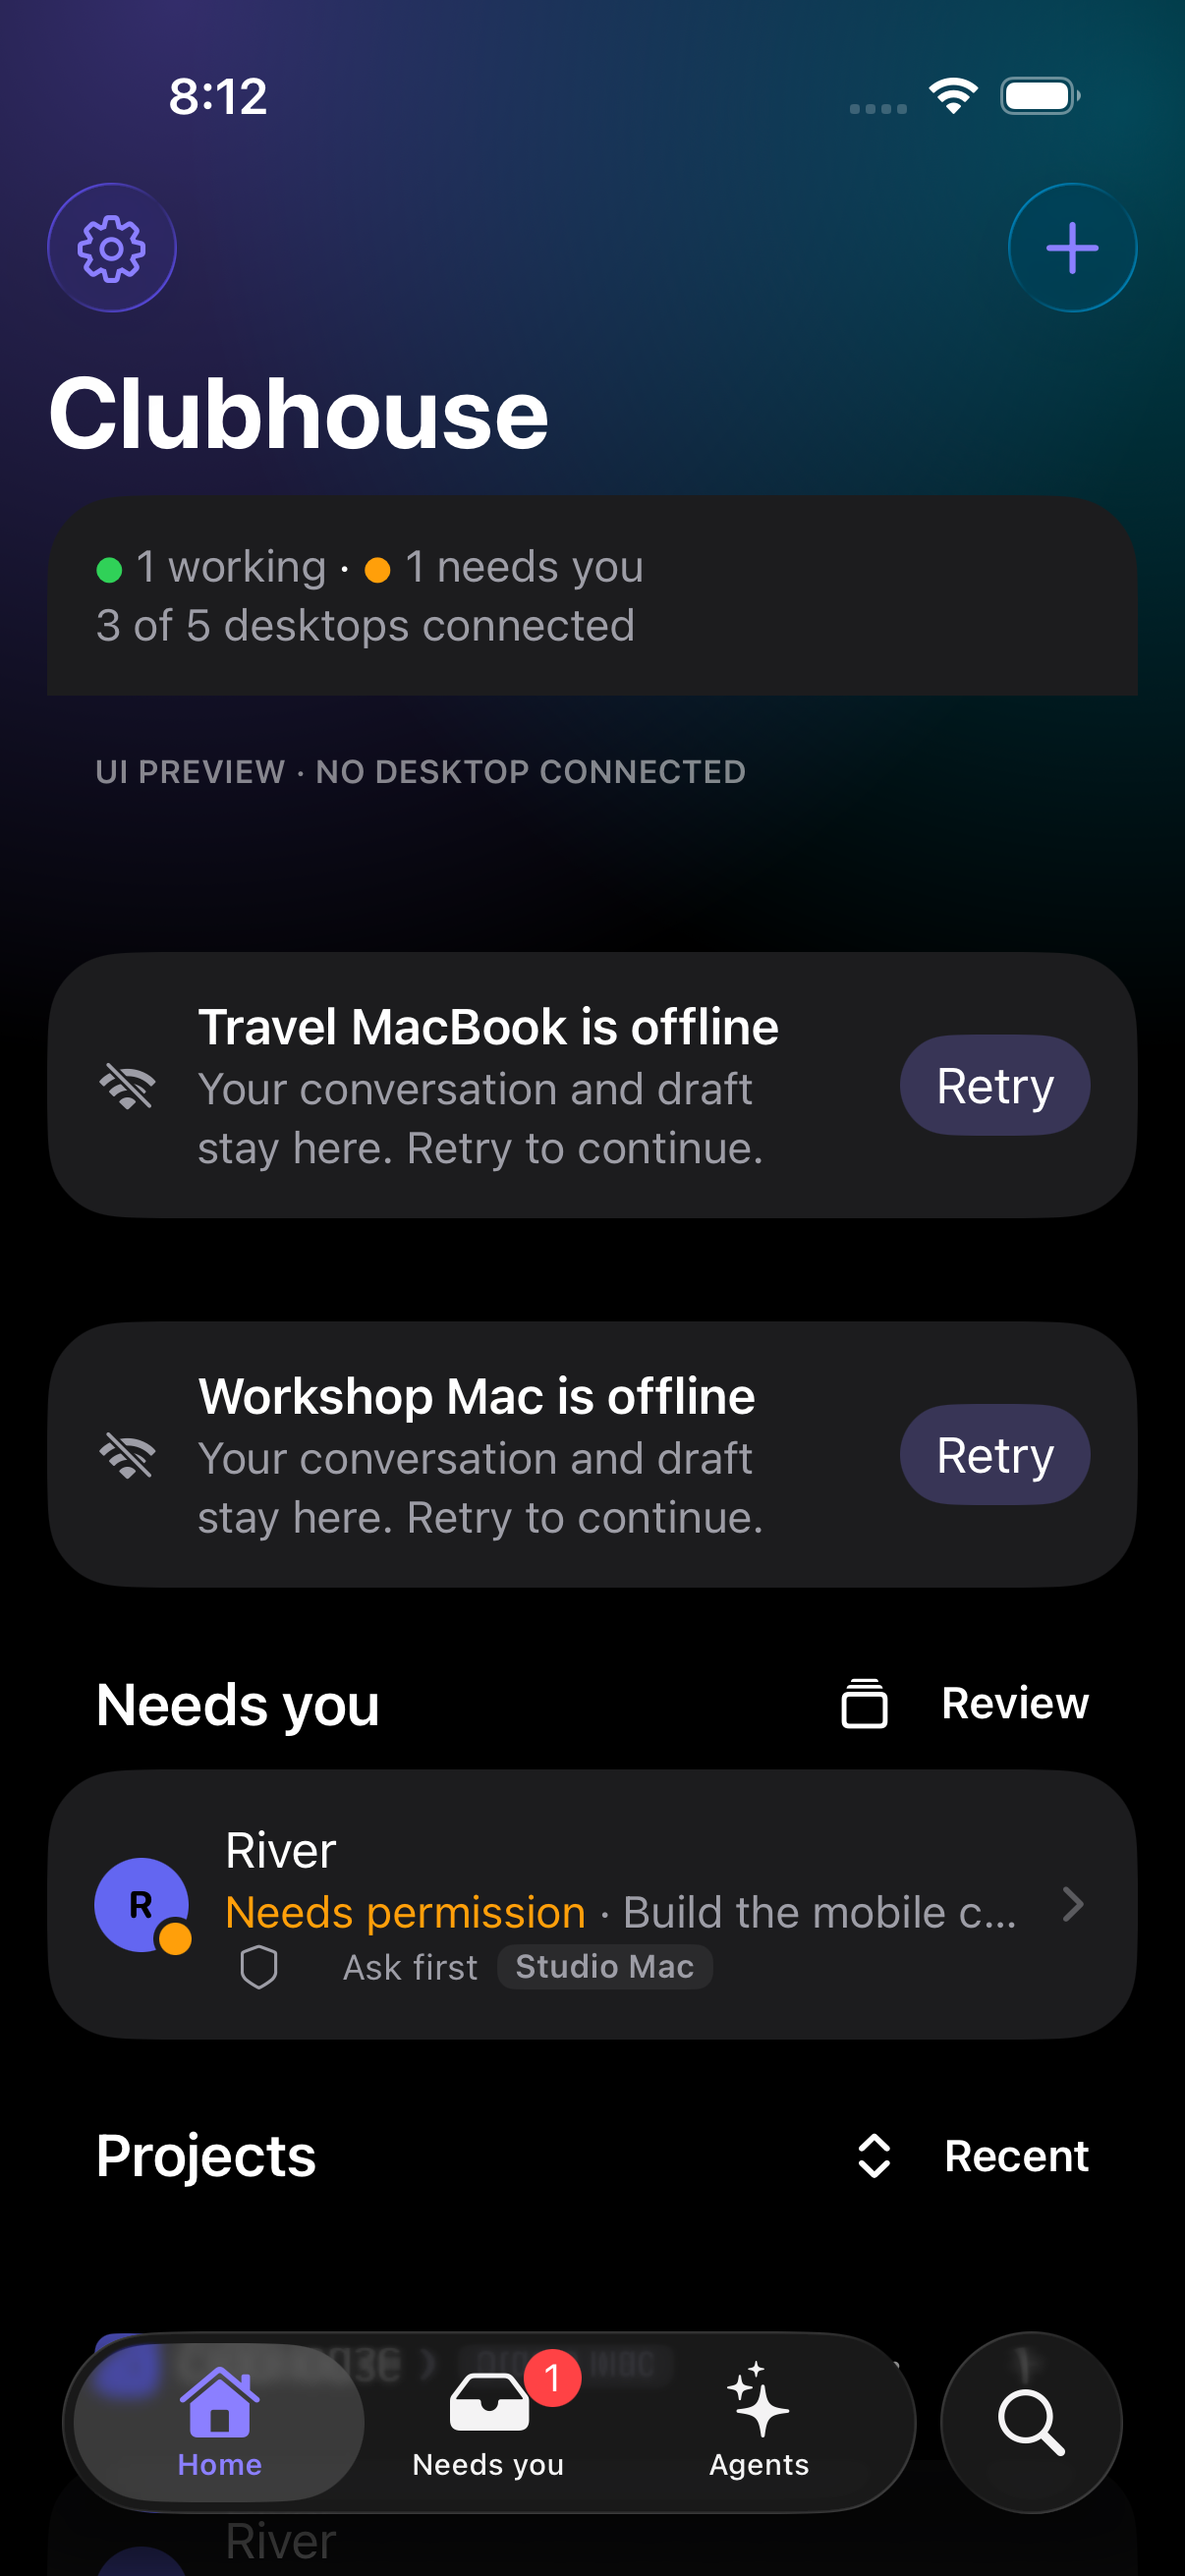 8:12
Clubhouse
1 working · 1 needs you
3 of 5 desktops connected
UI PREVIEW · NO DESKTOP CONNECTED
Travel MacBook is offline
Your conversation and draft
stay here. Retry to continue.
Retry
Workshop Mac is offline
Your conversation and draft
stay here. Retry to continue.
Retry
Needs you
Review
R
River
Needs permission · Build the mobile c...
Ask first
Studio Mac
Projects
Recent
1
Home
Needs you
Agents
River